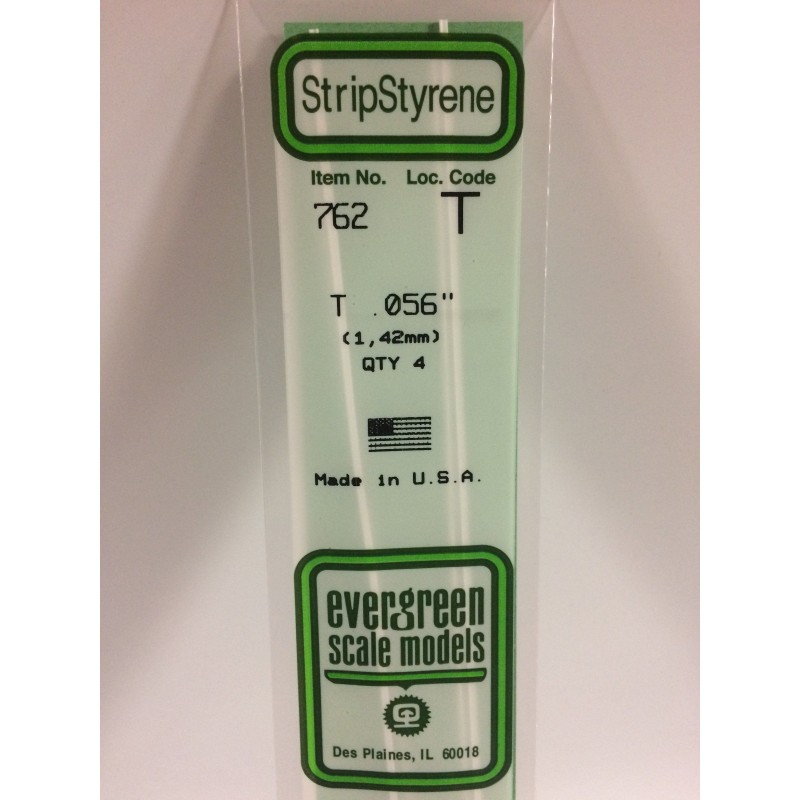 StripStyrene
Item No. Loc. Code
762 T
T .056"
(1,42mm)
QTY 4
Made in U.S.A.
evergreen
scale models
Des Plaines, IL 60018